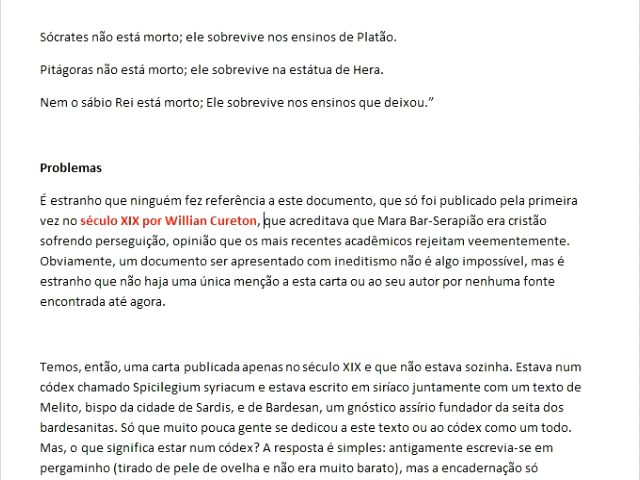 Sócrates não está morto; ele sobrevive nos ensinos de Platão.
Pitágoras não está morto; ele sobrevive na estátua de Hera.
Nem o sábio Rei está morto; Ele sobrevive nos ensinos que deixou.”
Problemas
É estranho que ninguém fez referência a este documento, que só foi publicado pela primeira
vez no século XIX por Willian Cureton, que acreditava que Mara Bar-Serapião era cristão
sofrendo perseguição, opinião que os mais recentes acadêmicos rejeitam veementemente.
Obviamente, um documento ser apresentado com ineditismo não é algo impossível, mas é
estranho que não haja uma única menção a esta carta ou ao seu autor por nenhuma fonte
encontrada até agora.
Temos, então, uma carta publicada apenas no século XIX e que não estava sozinha. Estava num
códex chamado Spicilegium syriacum e estava escrito em siríaco juntamente com um texto de
Melito, bispo da cidade de Sardis, e de Bardesan, um gnóstico assírio fundador da seita dos
bardesanitas. Só que muito pouca gente se dedicou a este texto ou ao códex como um todo.
Mas, o que significa estar num códex? A resposta é simples: antigamente escrevia-se em
pergaminho (tirado de pele de ovelha e não era muito barato), mas a encadernação só